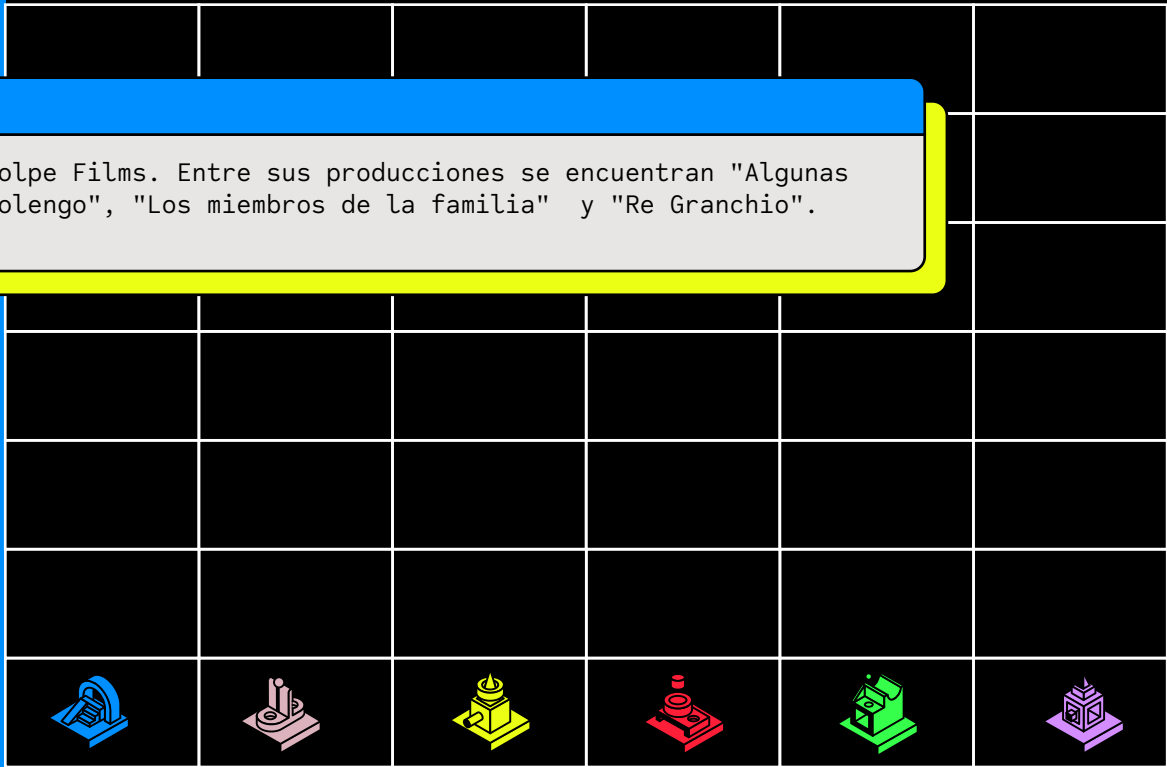 olpe Films. Entre sus producciones se encuentran "Algunas
olengo", "Los miembros de la familia"  y "Re Granchio".